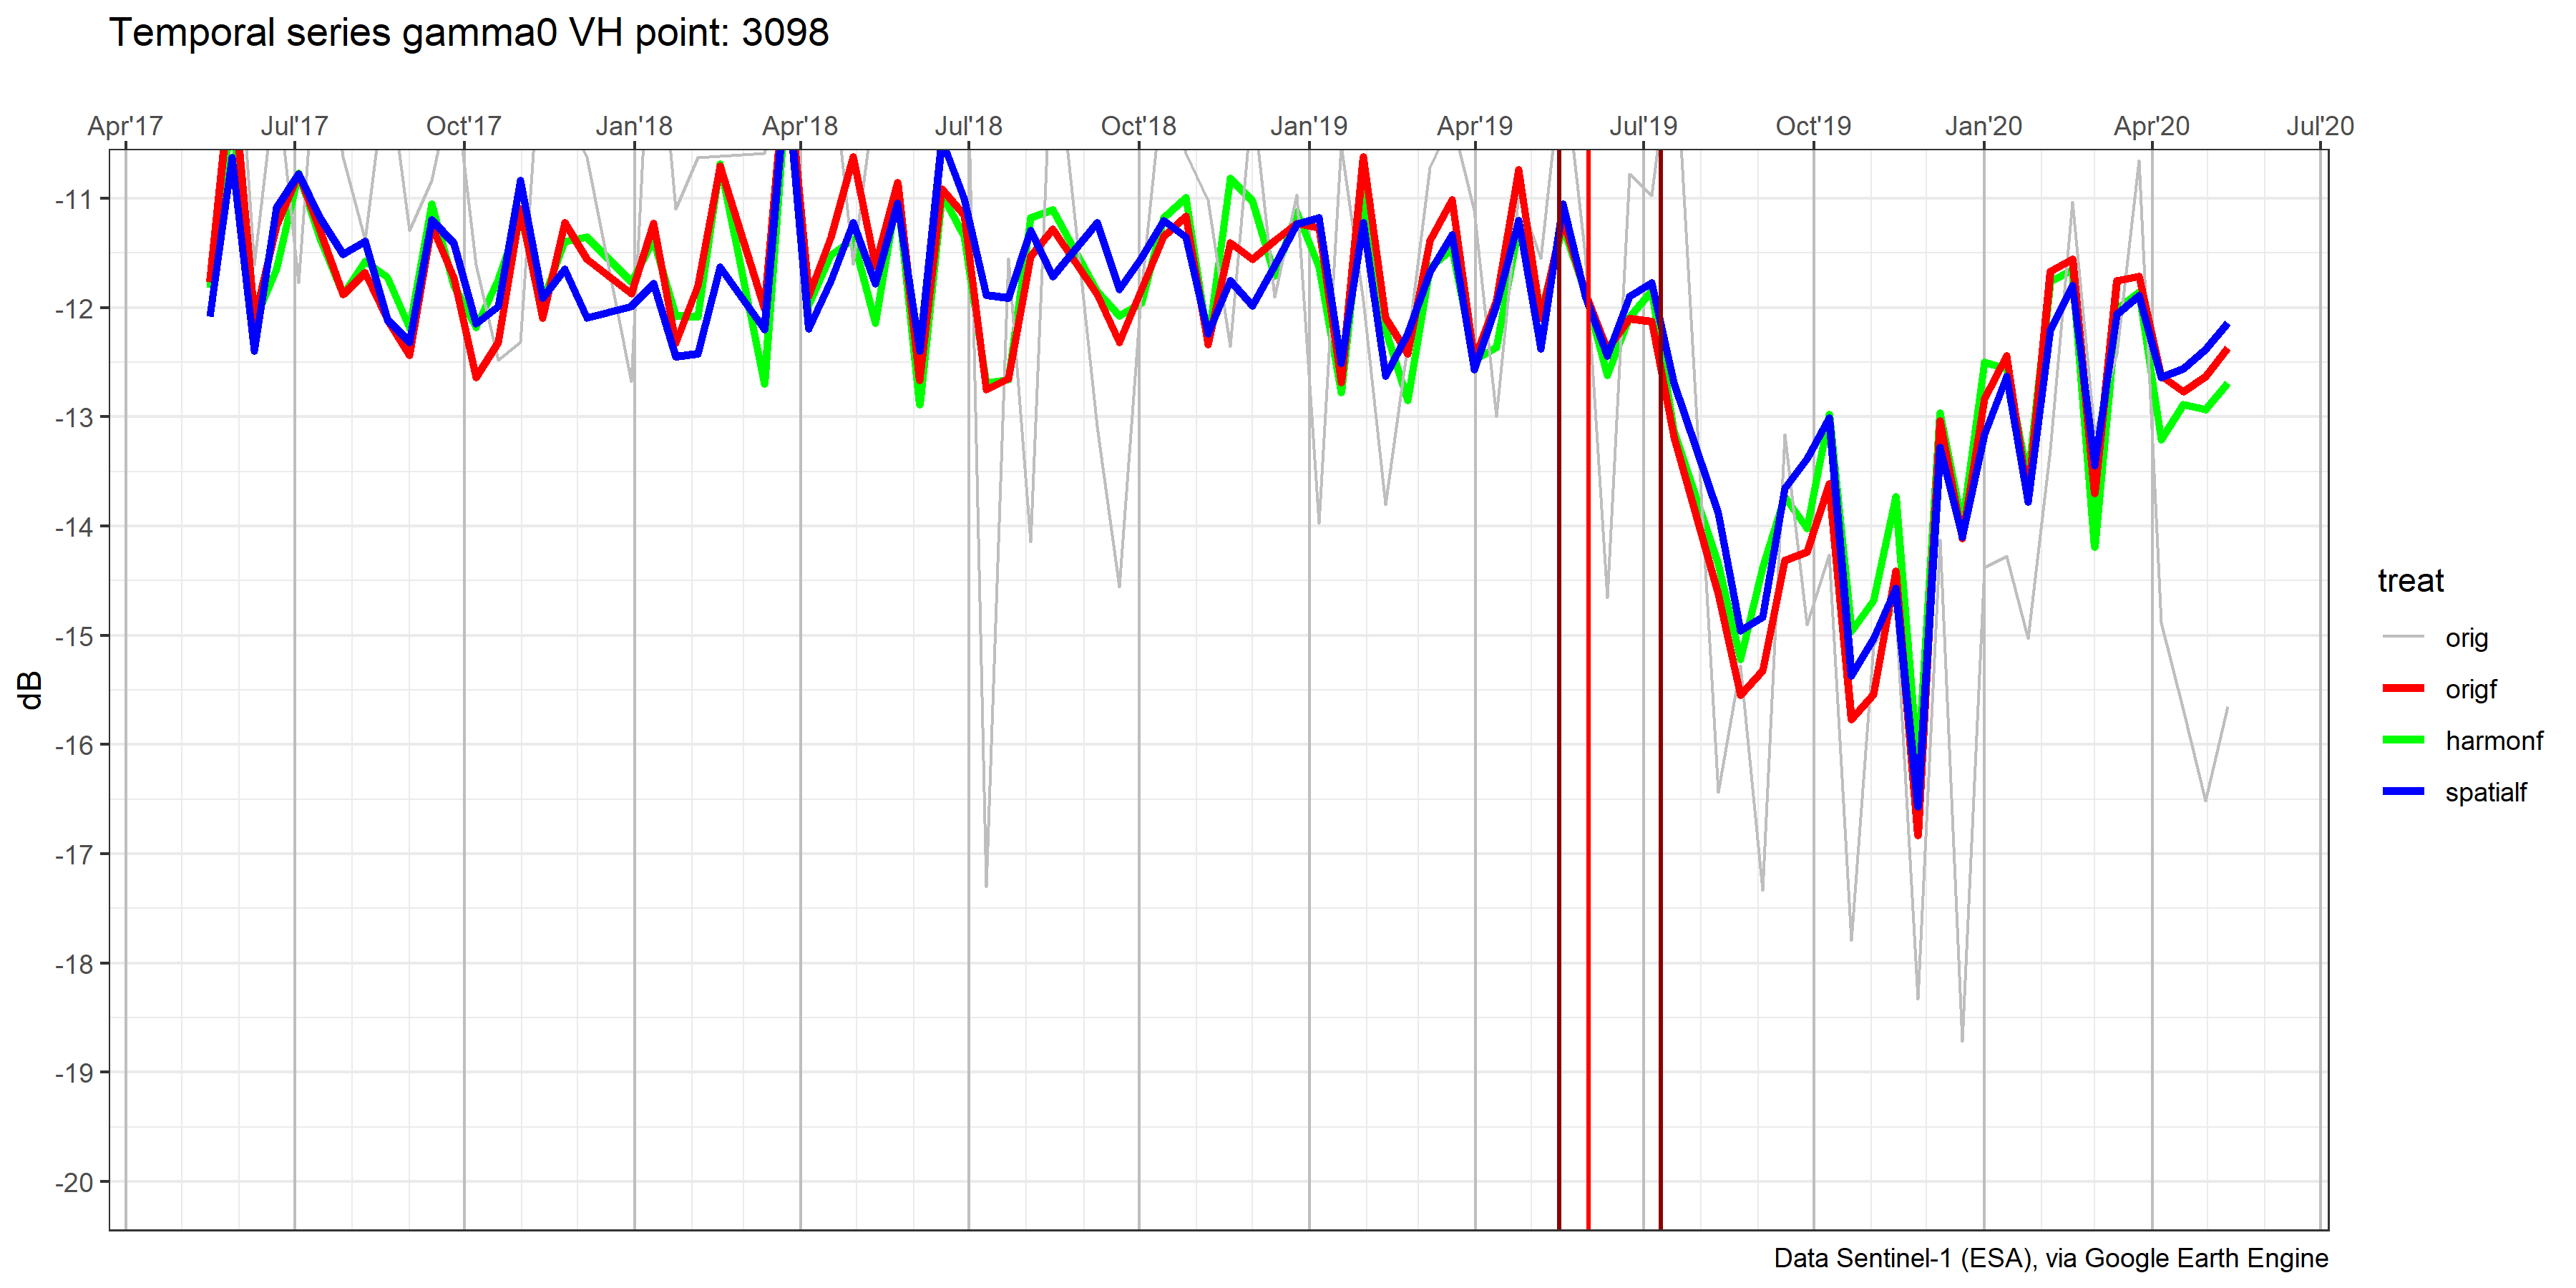 Temporal series gamma0 VH point: 3098
Apr'17 Jul'17 Oct'17 Jan'18 Apr'18 Jul'18 Oct'18 Jan'19 Apr'19 Jul'19 Oct'19 Jan'20 Apr'20 Jul'20
-11
-12
-13
-14
-15
-16
-17
-18
-19
-20
dB
treat
orig
origf
harmonf
spatialf
Data Sentinel-1 (ESA), via Google Earth Engine